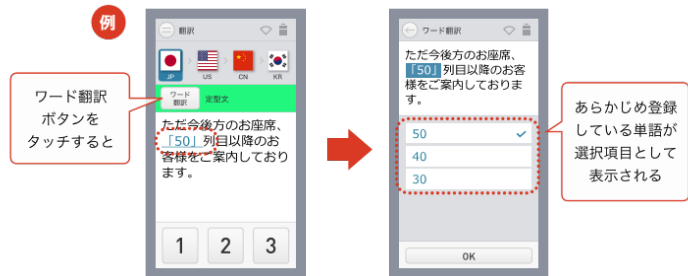 例
翻訳
JP
US
CN
KR
ワード
翻訳
定型文
ワード翻訳
ボタンを
タッチすると
ただ今後方のお座席、
「50」列目以降のお
客様をご案内しており
ます。
1 2 3
ワード翻訳
ただ今後方のお座席、
「50」列目以降のお客
様をご案内しておりま
す。
50
40
30
OK
あらかじめ登録
している単語が
選択項目として
表示される